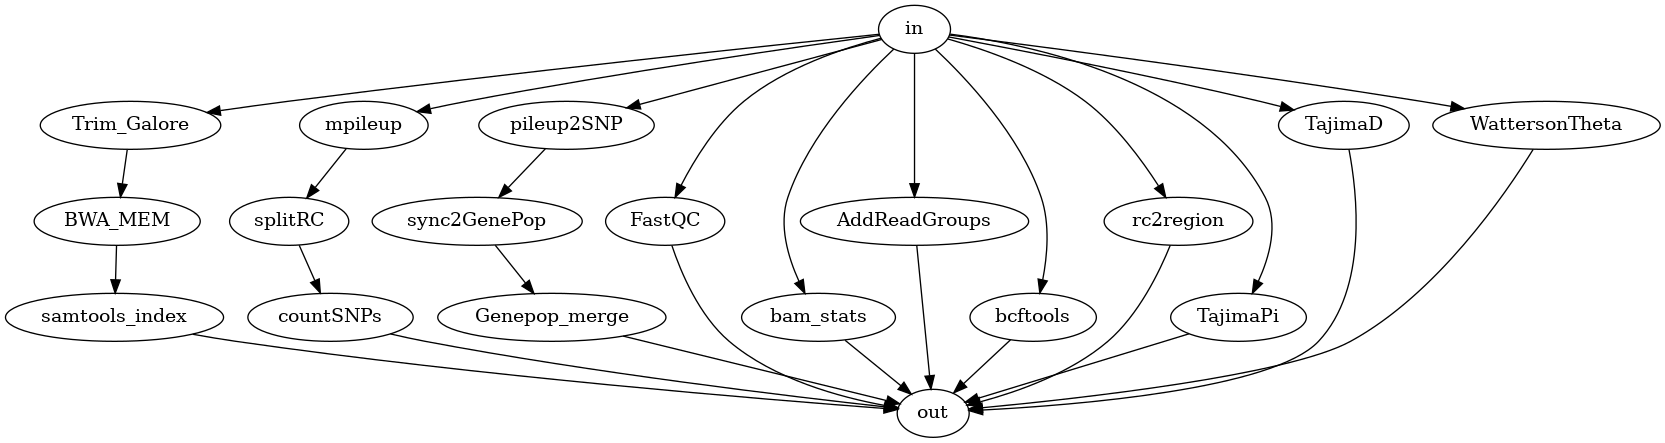 in
Trim_Galore
mpileup
pileup2SNP
TajimaD
WattersonTheta
BWA_MEM
splitRC
sync2GenePop
FastQC
AddReadGroups
rc2region
samtools_index
countSNPs
Genepop_merge
bam_stats
bcftools
TajimaPi
out